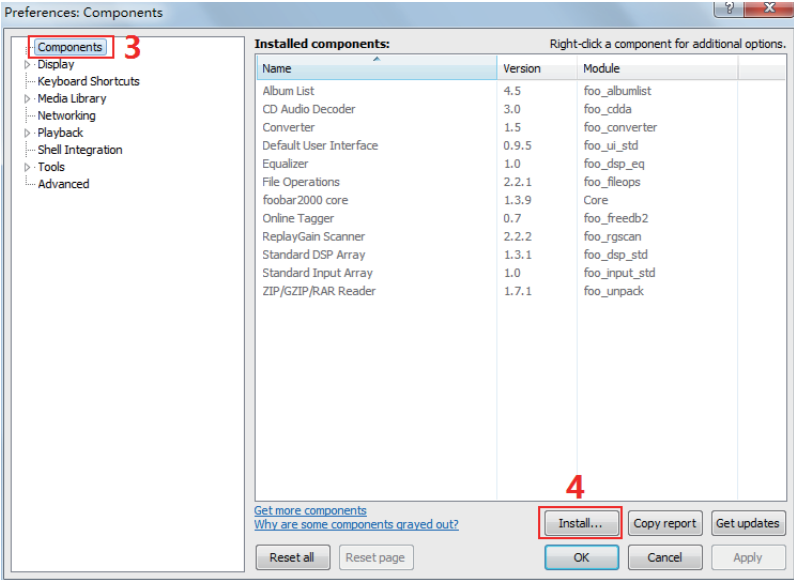 Preferences: Components
Components 3
Display
Keyboard Shortcuts
Media Library
Networking
Playback
Shell Integration
Tools
Advanced
Installed components: Right-click a component for additional options.
Name Version Module
Album List 4.5 foo_albumlist
CD Audio Decoder 3.0 foo_cdda
Converter 1.5 foo_converter
Default User Interface 0.9.5 foo_ui_std
Equalizer 1.0 foo_dsp_eq
File Operations 2.2.1 foo_fileops
foobar2000 core 1.3.9 Core
Online Tagger 0.7 foo_freedb2
ReplayGain Scanner 2.2.2 foo_rgscan
Standard DSP Array 1.3.1 foo_dsp_std
Standard Input Array 1.0 foo_input_std
ZIP/GZIP/RAR Reader 1.7.1 foo_unpack
4
Get more components
Why are some components grayed out?
Install... Copy report Get updates
Reset all Reset page OK Cancel Apply